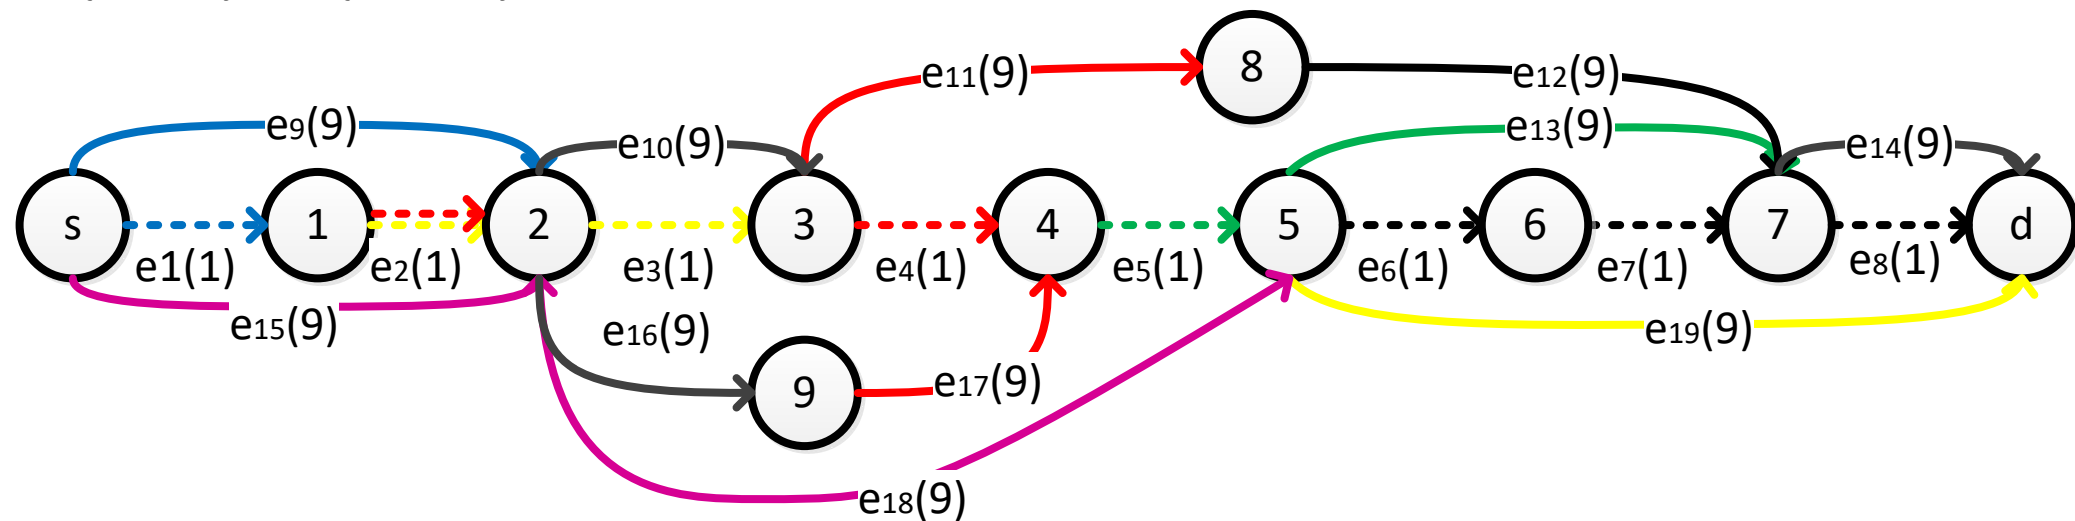 8
e11(9)
e12(9)
e9(9)
e13(9)
e10(9)
e14(9)
s
1
2
3
4
5
6
7
d
e1(1)
e2(1)
e3(1)
e4(1)
e5(1)
e6(1)
e7(1)
e8(1)
e15(9)
e16(9)
e19(9)
9
e17(9)
e18(9)